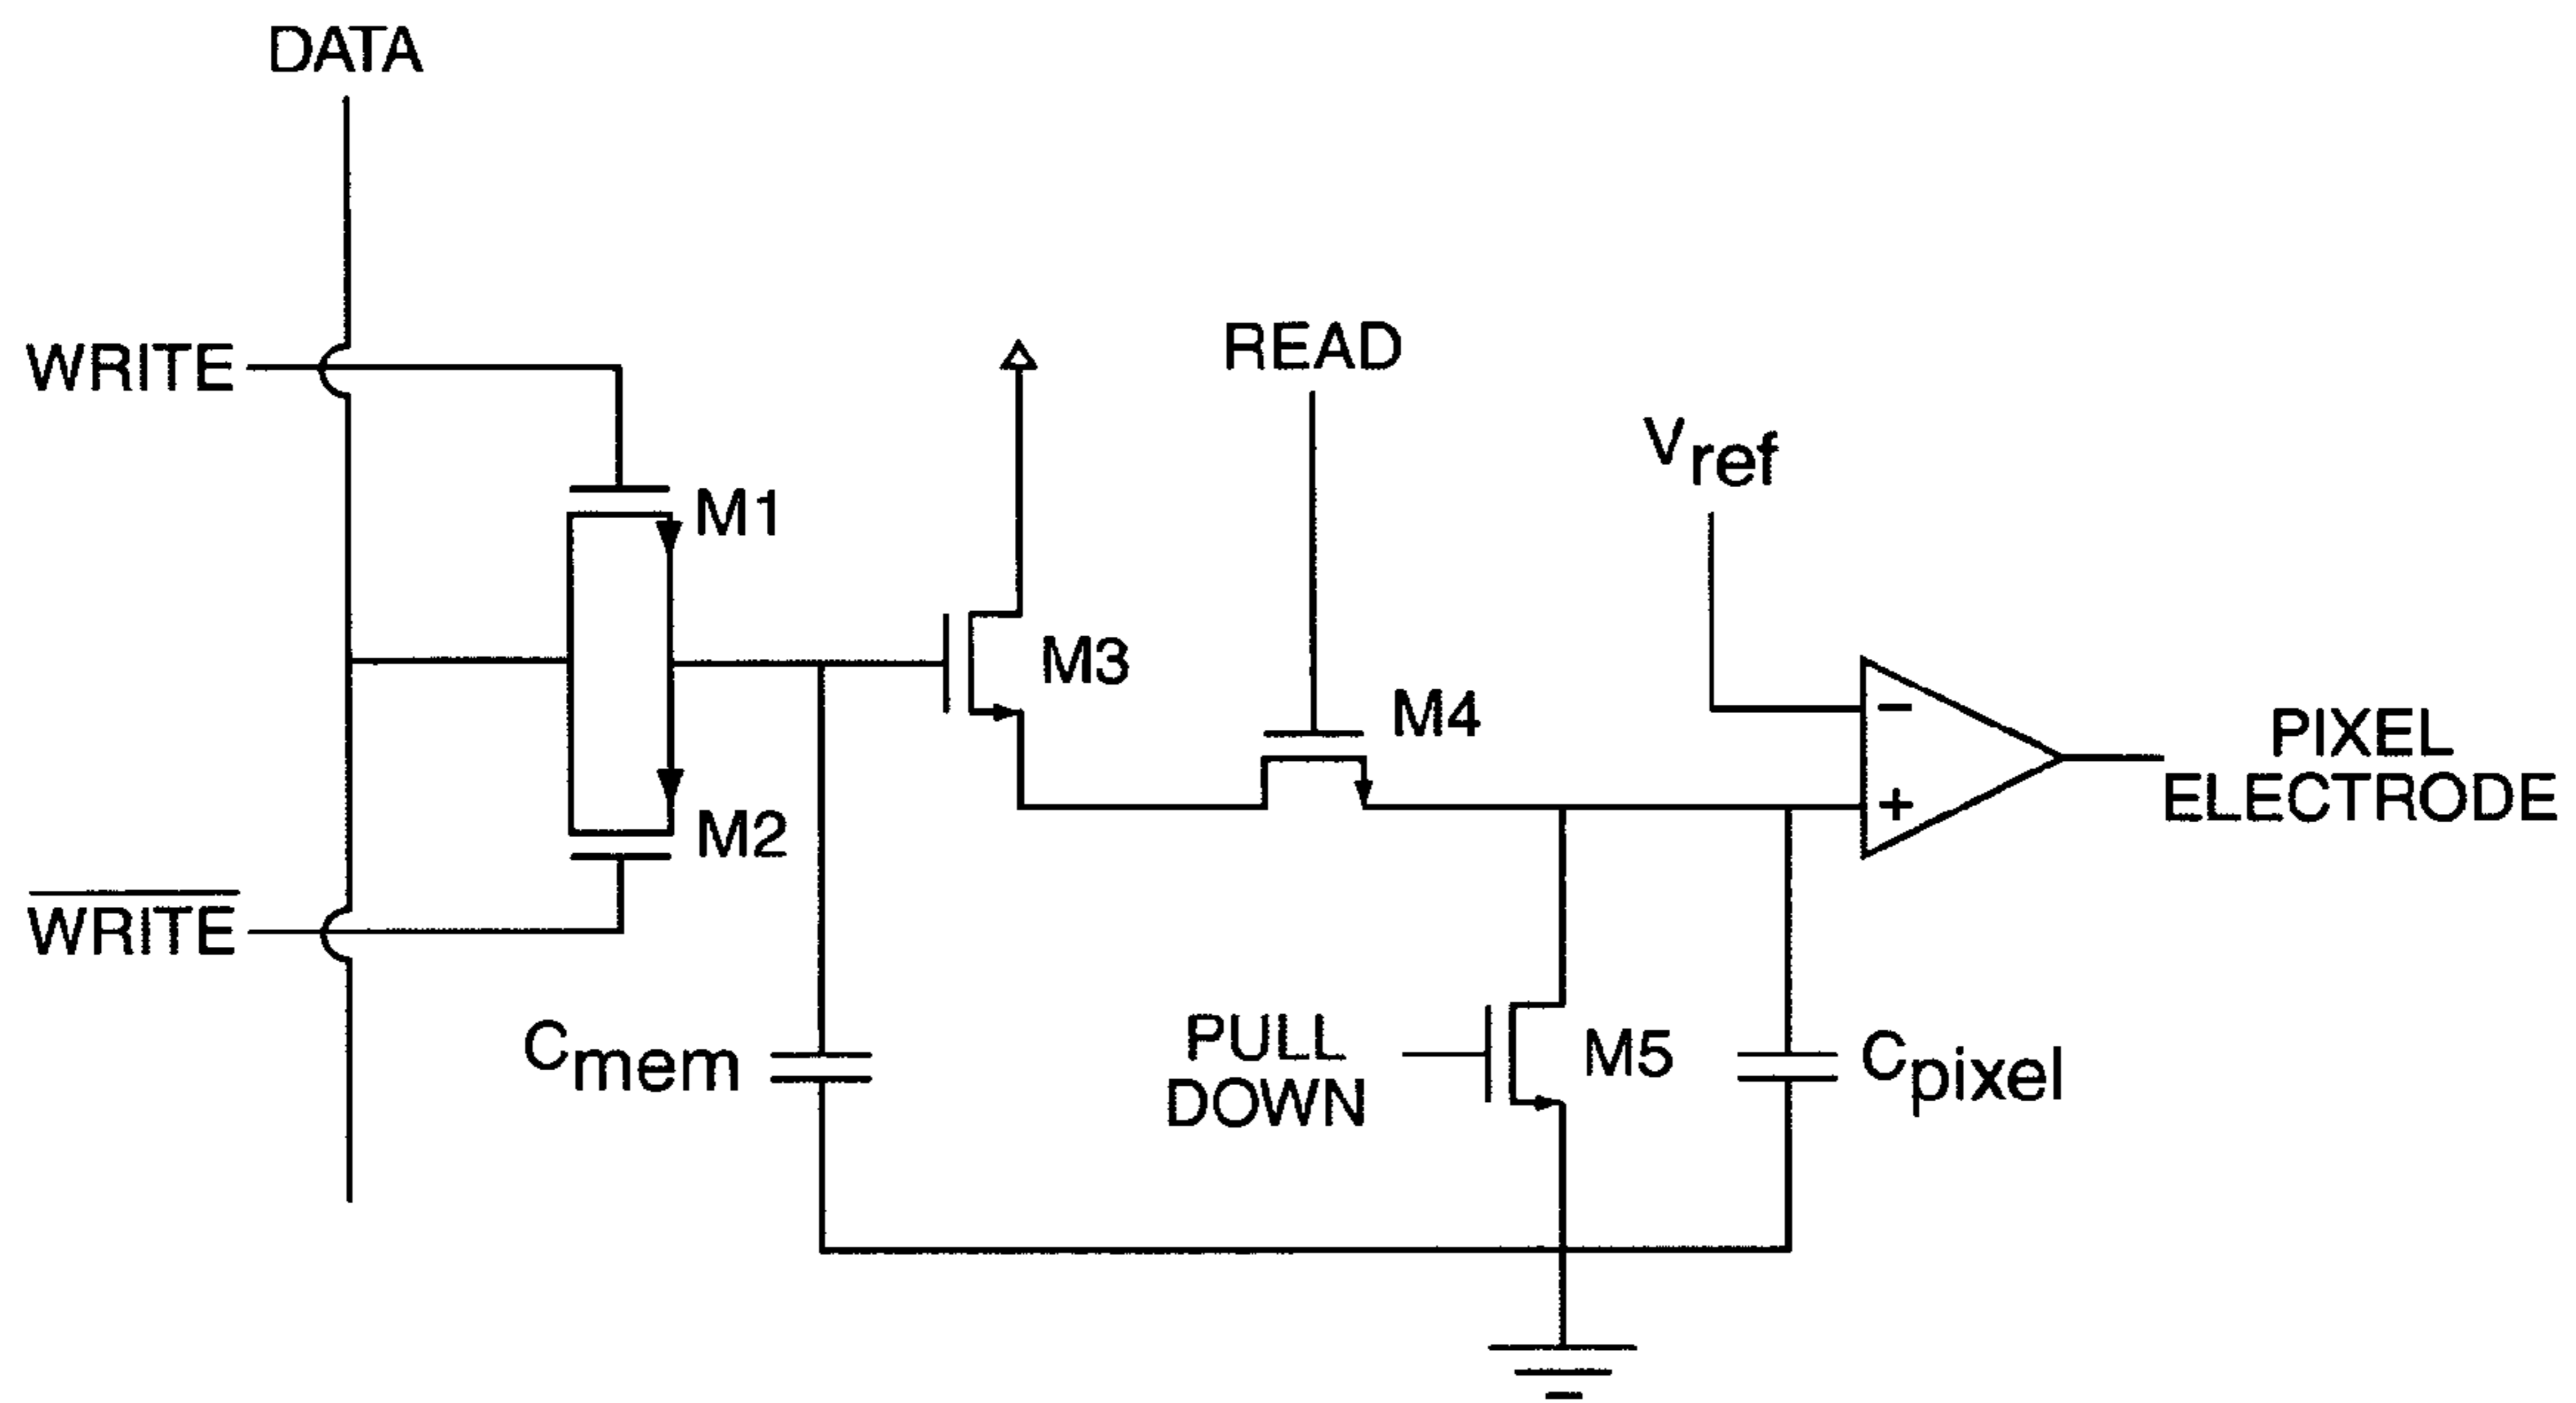 DATA
WRITE
READ
Vref
M1
M3
M4
−
PIXEL
ELECTRODE
+
M2
WRITE
Cmem
PULL
DOWN
M5
Cpixel